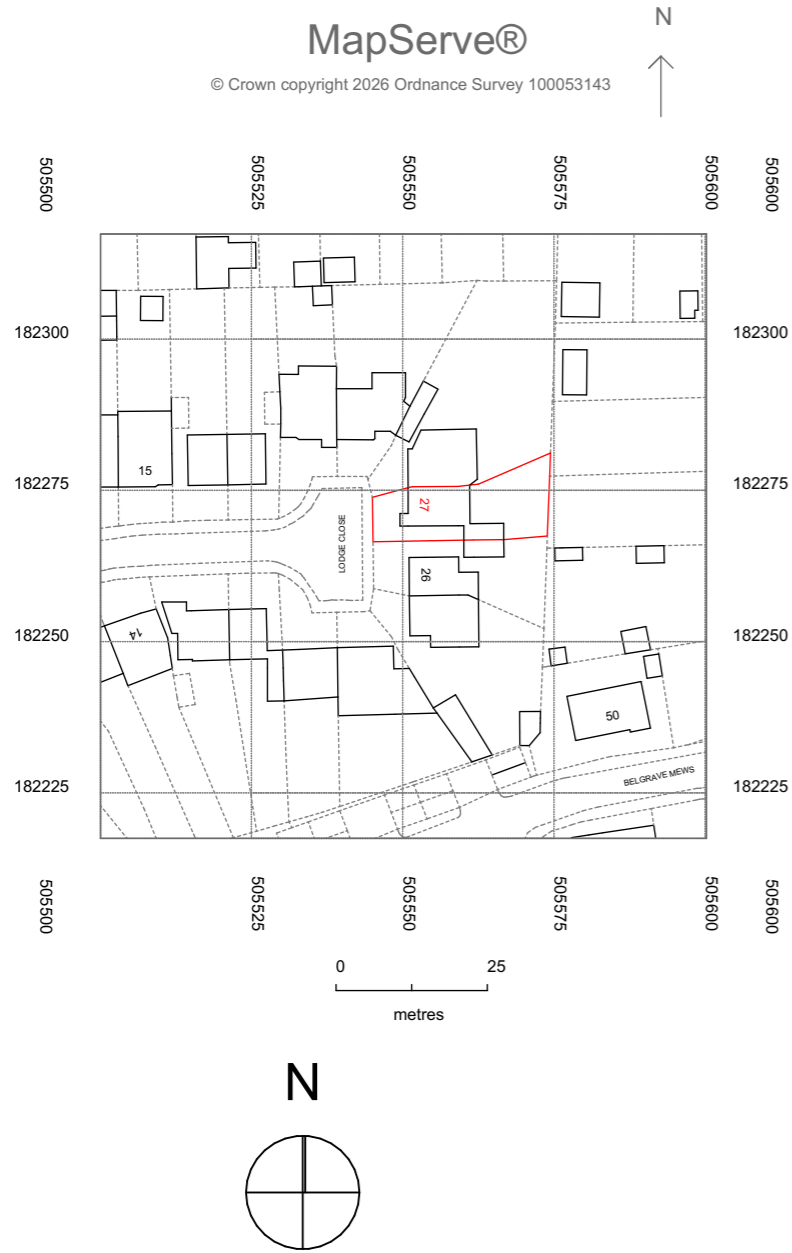 N
MapServe®
© Crown copyright 2026 Ordnance Survey 100053143
505500 505525 505550 505575 505600 505600
182300 182300
15
182275 182275
27
LODGE CLOSE
26
182250 182250
14
50
BELGRAVE MEWS
182225 182225
505500 505525 505550 505575 505600 505600
0 25
metres
N